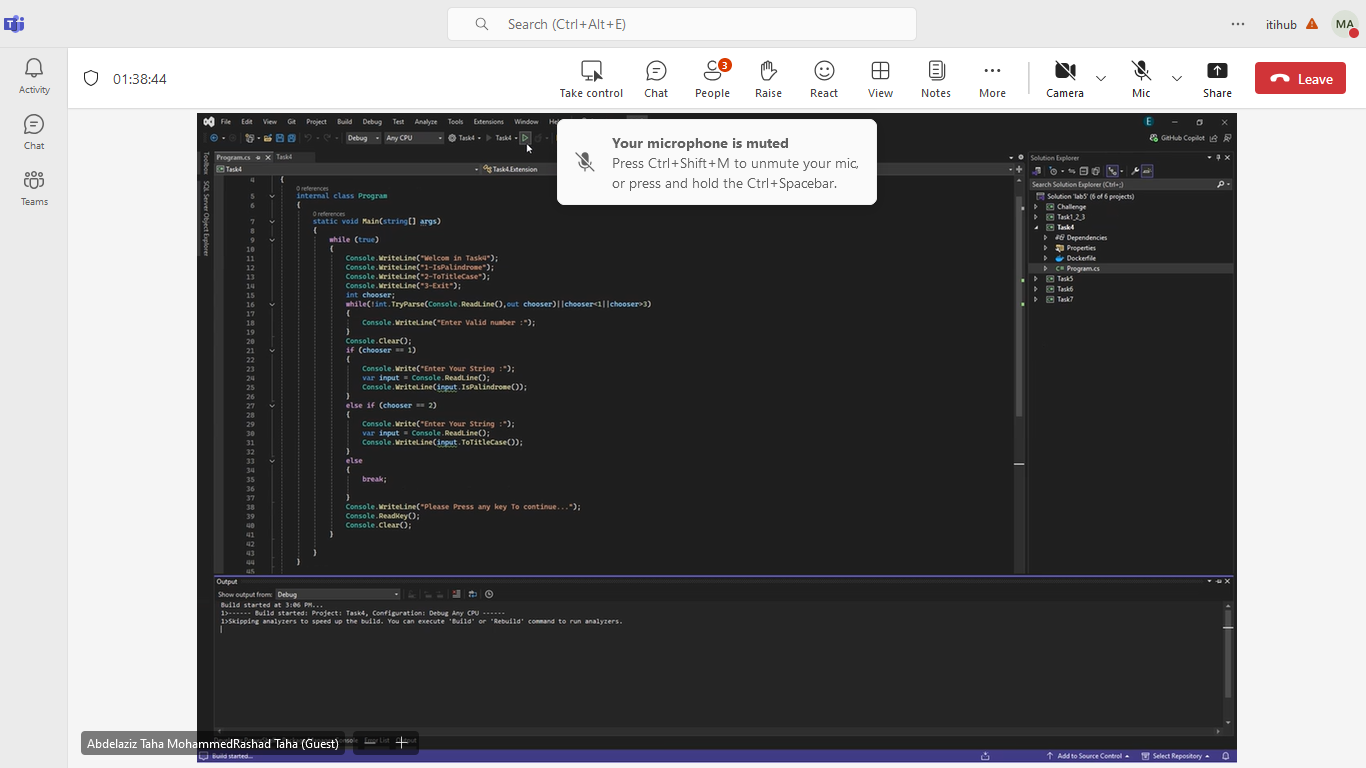 Search (Ctrl+Alt+E)
itihub
MA
Activity
Chat
Teams
01:38:44
Take control
Chat
3
People
Raise
React
View
Notes
More
Camera
Mic
Share
Leave
File Edit View Git Project Build Debug Test Analyze Tools Extensions Window
E
Debug Any CPU Task4 Task4
GitHub Copilot
Your microphone is muted
Press Ctrl+Shift+M to unmute your mic,
or press and hold the Ctrl+Spacebar.
Toolbox
SQL Server Object Explorer
Program.cs Task4
Task4 Task4.Extension
4 {
0 references
5 internal class Program
6 {
0 references
7 static void Main(string[] args)
8 {
9 while (true)
10 {
11 Console.WriteLine("Welcom in Task4");
12 Console.WriteLine("1-IsPalindrome");
13 Console.WriteLine("2-ToTitleCase");
14 Console.WriteLine("3-Exit");
15 int chooser;
16 while(!int.TryParse(Console.ReadLine(),out chooser)||chooser<1||chooser>3)
17 {
18 Console.WriteLine("Enter Valid number :");
19 }
20 Console.Clear();
21 if (chooser == 1)
22 {
23 Console.Write("Enter Your String :");
24 var input = Console.ReadLine();
25 Console.WriteLine(input.IsPalindrome());
26 }
27 else if (chooser == 2)
28 {
29 Console.Write("Enter Your String :");
30 var input = Console.ReadLine();
31 Console.WriteLine(input.ToTitleCase());
32 }
33 else
34 {
35 break;
36
37 }
38 Console.WriteLine("Please Press any key To continue...");
39 Console.ReadKey();
40 Console.Clear();
41 }
42
43 }
44 }
45
Solution Explorer
Search Solution Explorer (Ctrl+;)
Solution 'lab5' (6 of 6 projects)
Challenge
Task1_2_3
Task4
Dependencies
Properties
Dockerfile
C# Program.cs
Task5
Task6
Task7
Output
Show output from: Debug
Build started at 3:06 PM...
1>------ Build started: Project: Task4, Configuration: Debug Any CPU ------
1>Skipping analyzers to speed up the build. You can execute 'Build' or 'Rebuild' command to run analyzers.
Abdelaziz Taha MohammedRashad Taha (Guest)
Error List Output
Build started...
Add to Source Control
Select Repository